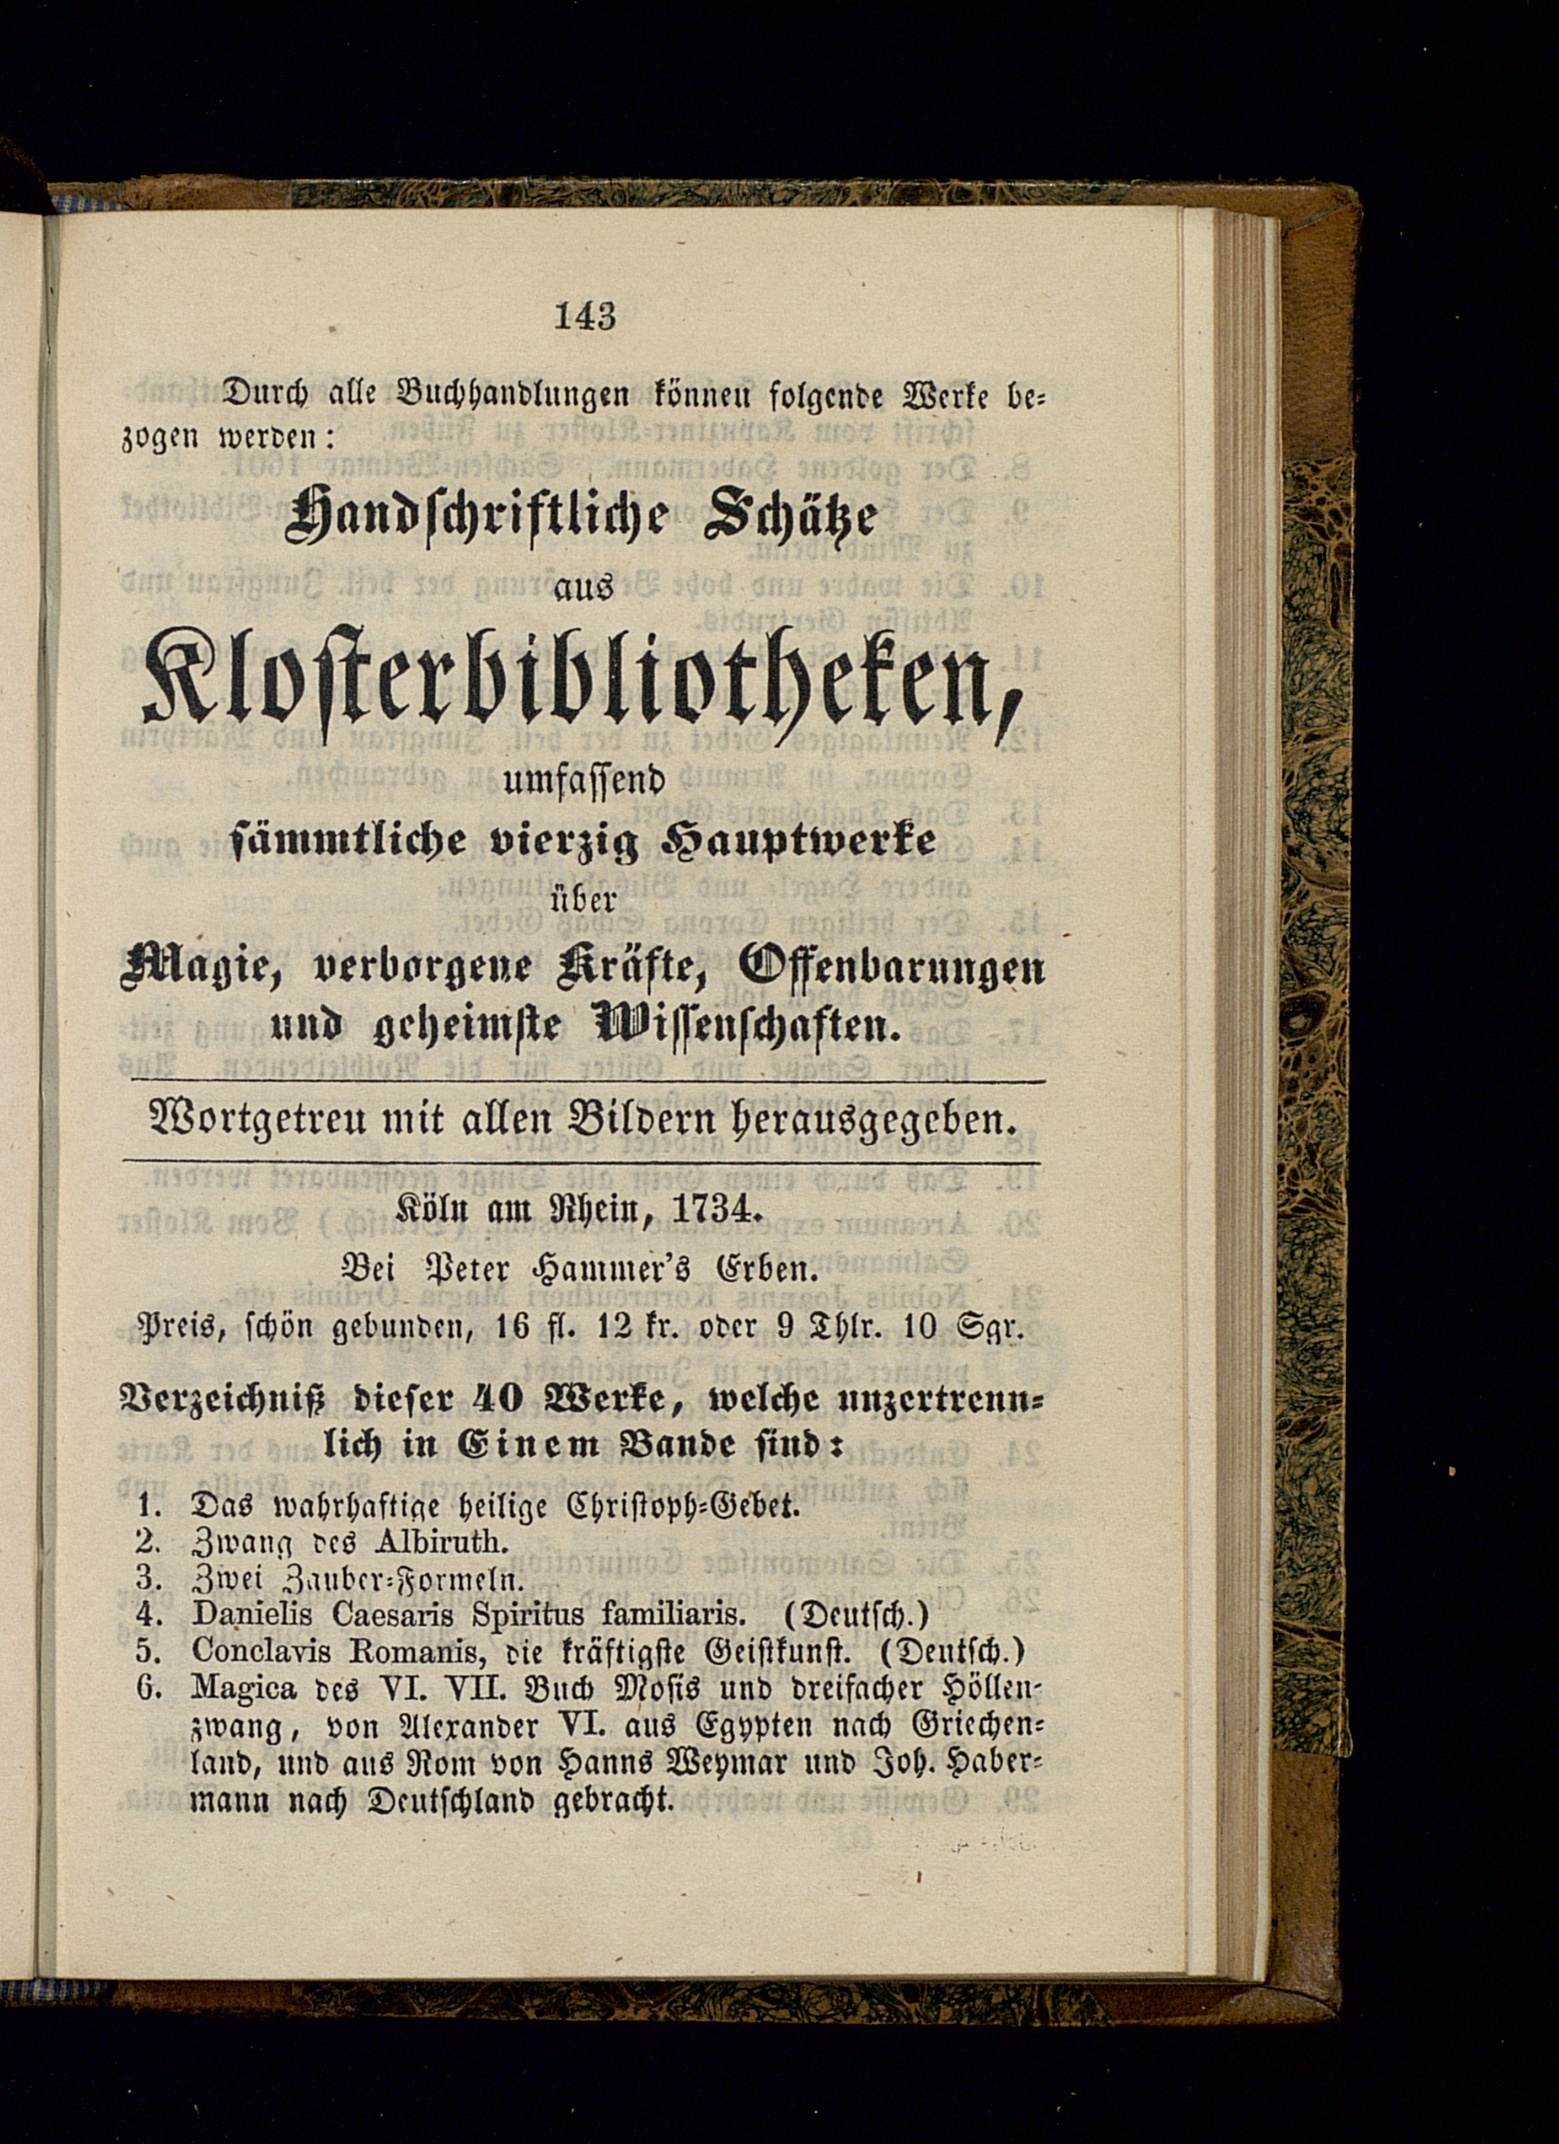 143
Durch alle Buchhandlungen können folgende Werke be-
zogen werden:
Handschriftliche Schätze
aus
Klosterbibliotheken,
umfassend
sämmtliche vierzig Hauptwerke
über
Magie, verborgene Kräfte, Offenbarungen
und geheimste Wissenschaften.
Wortgetreu mit allen Bildern herausgegeben.
Köln am Rhein, 1734.
Bei Peter Hammer's Erben.
Preis, schön gebunden, 16 fl. 12 kr. oder 9 Thlr. 10 Sgr.
Verzeichniß dieser 40 Werke, welche unzertrenn-
lich in Einem Bande sind:
1. Das wahrhaftige heilige Christoph-Gebet.
2. Zwang des Albiruth.
3. Zwei Zauber-Formeln.
4. Danielis Caesaris Spiritus familiaris. (Deutsch.)
5. Conclavis Romanis, die kräftigste Geistkunst. (Deutsch.)
6. Magica des VI. VII. Buch Mosis und dreifacher Höllen-
zwang, von Alexander VI. aus Egypten nach Griechen-
land, und aus Rom von Hanns Weymar und Joh. Haber-
mann nach Deutschland gebracht.